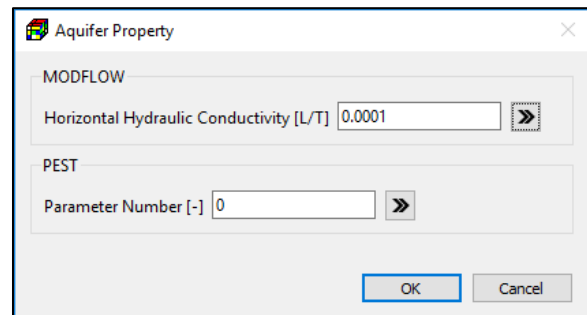 Aquifer Property
MODFLOW
Horizontal Hydraulic Conductivity [L/T] 0.0001
PEST
Parameter Number [-] 0
OK Cancel